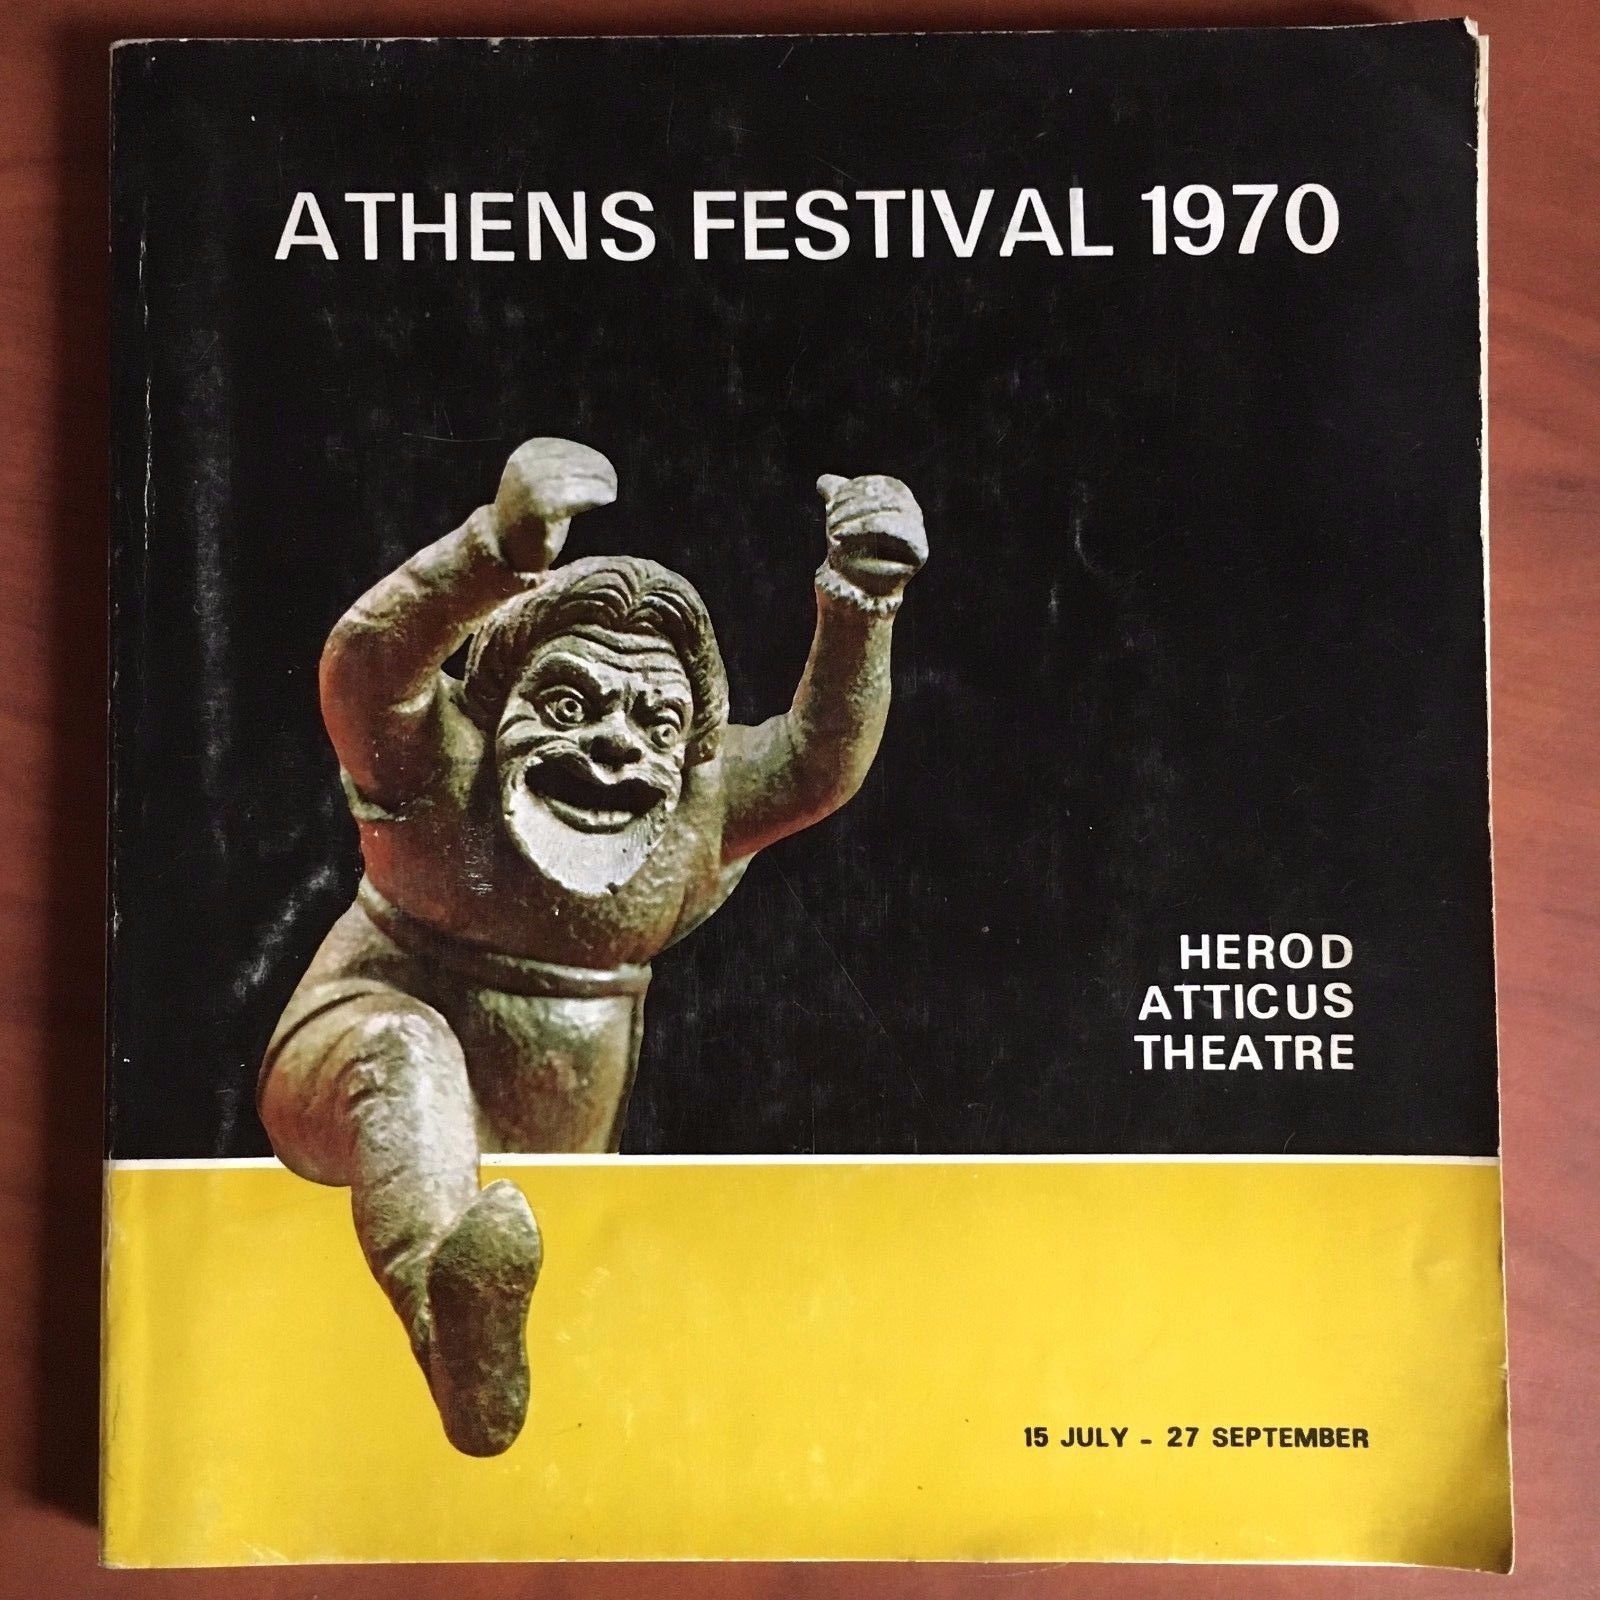 ATHENS FESTIVAL 1970
HEROD
ATTICUS
THEATRE
15 JULY - 27 SEPTEMBER